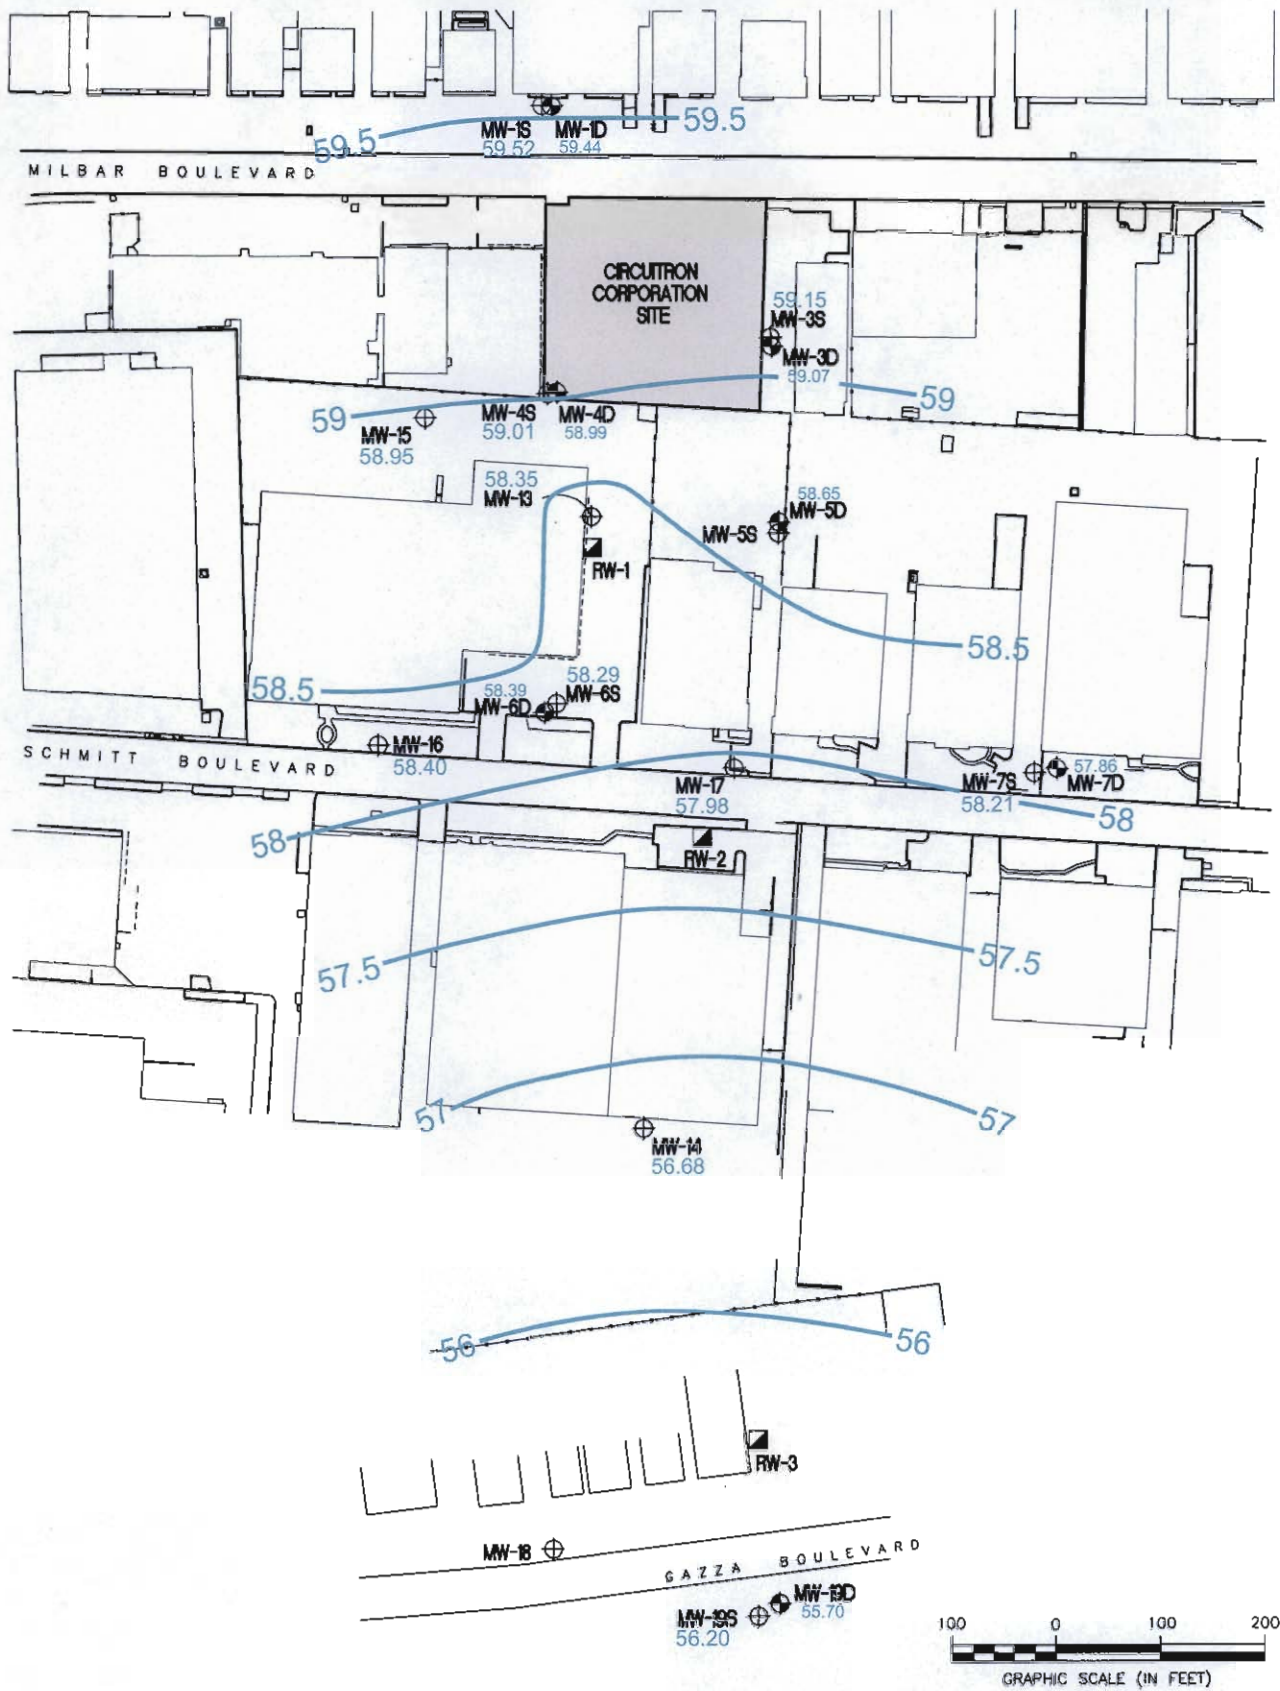 59.5
59.5
MW-1S
MW-1D
59.52
59.44
MILBAR BOULEVARD
CIRCUITRON
CORPORATION
SITE
59.15
MW-3S
MW-3D
59.07
59
59
MW-4S
MW-4D
59.01
58.99
MW-15
58.95
58.35
MW-13
58.65
MW-5D
MW-5S
RW-1
58.5
58.5
58.29
58.39
MW-6S
MW-6D
MW-16
58.40
SCHMITT BOULEVARD
MW-17
57.98
57.86
MW-7S
MW-7D
58.21
58
58
RW-2
57.5
57.5
57
57
MW-14
56.68
56
56
RW-3
MW-18
GAZZA BOULEVARD
MW-19D
55.70
MW-19S
56.20
100 0 100 200
GRAPHIC SCALE (IN FEET)